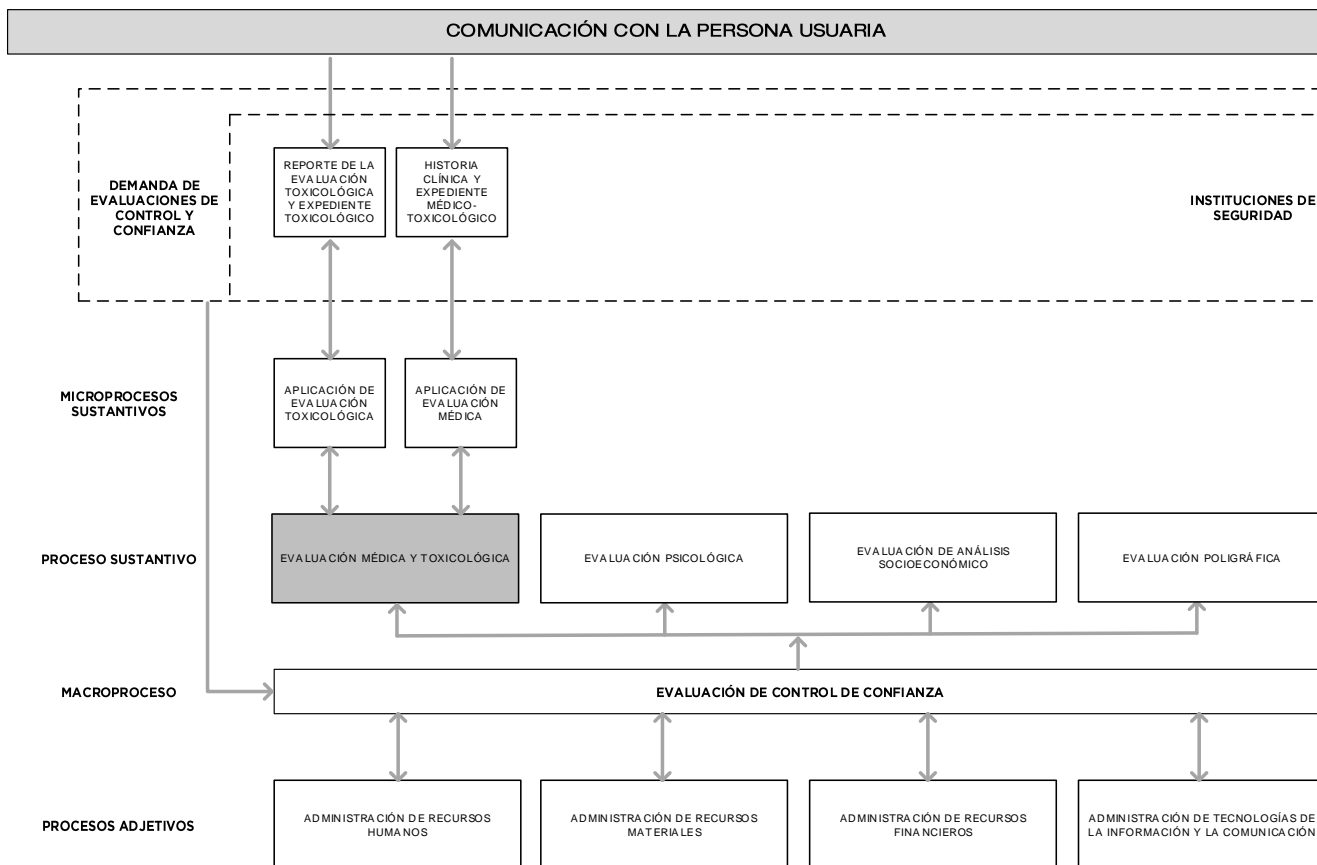 COMUNICACIÓN CON LA PERSONA USUARIA
DEMANDA DE
EVALUACIONES DE
CONTROL Y
CONFIANZA
REPORTE DE LA
EVALUACIÓN
TOXICOLÓGICA
Y EXPEDIENTE
TOXICOLÓGICO
HISTORIA
CLÍNICA Y
EXPEDIENTE
MÉDICO-
TOXICOLÓGICO
INSTITUCIONES DE
SEGURIDAD
MICROPROCESOS
SUSTANTIVOS
APLICACIÓN DE
EVALUACIÓN
TOXICOLÓGICA
APLICACIÓN DE
EVALUACIÓN
MÉDICA
PROCESO SUSTANTIVO
EVALUACIÓN MÉDICA Y TOXICOLÓGICA
EVALUACIÓN PSICOLÓGICA
EVALUACIÓN DE ANÁLISIS
SOCIOECONÓMICO
EVALUACIÓN POLIGRÁFICA
MACROPROCESO
EVALUACIÓN DE CONTROL DE CONFIANZA
PROCESOS ADJETIVOS
ADMINISTRACIÓN DE RECURSOS
HUMANOS
ADMINISTRACIÓN DE RECURSOS
MATERIALES
ADMINISTRACIÓN DE RECURSOS
FINANCIEROS
ADMINISTRACIÓN DE TECNOLOGÍAS DE
LA INFORMACIÓN Y LA COMUNICACIÓN